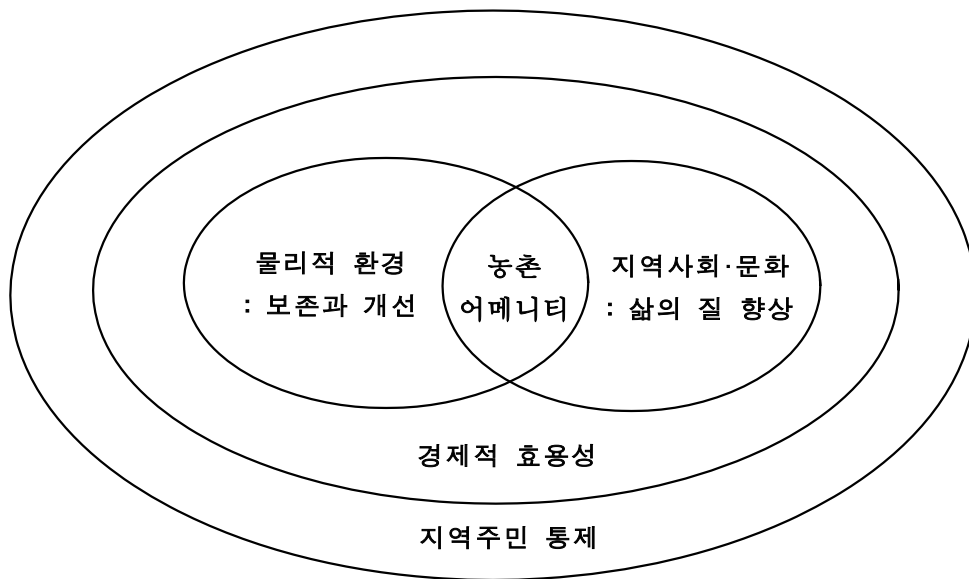 물리적 환경
: 보존과 개선
농촌
어메니티
지역사회·문화
: 삶의 질 향상
경제적 효용성
지역주민 통제